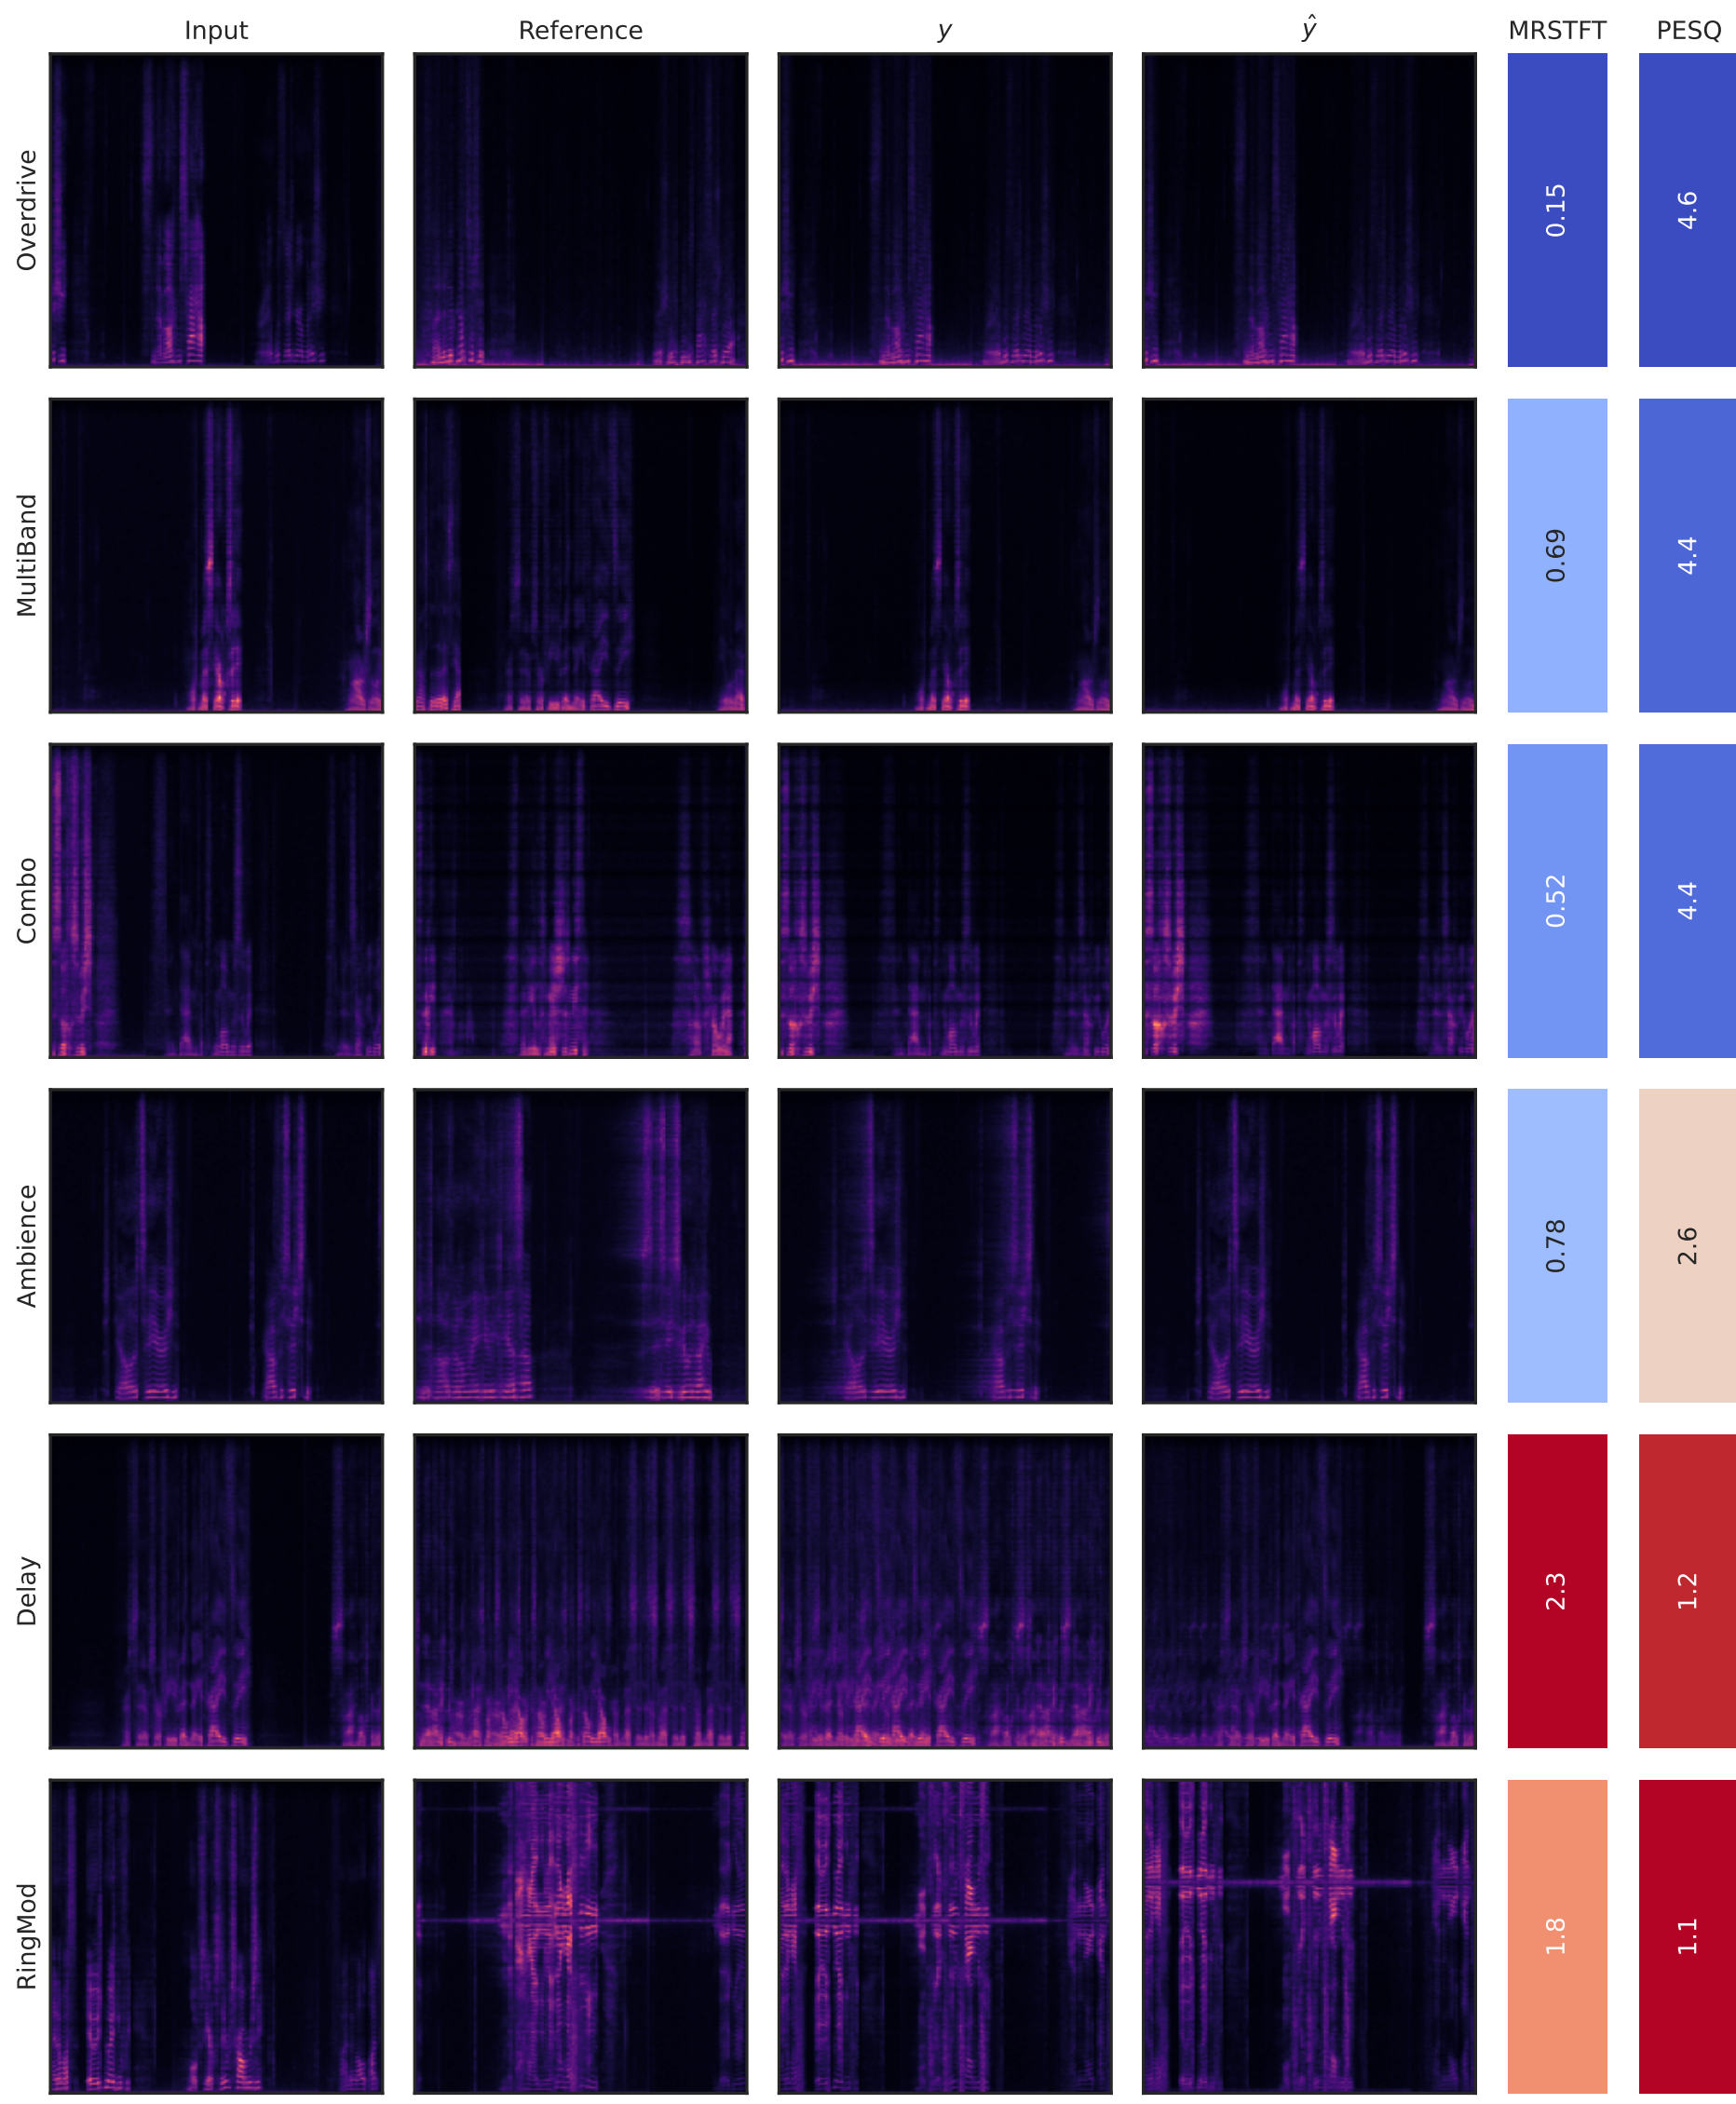 Input Reference y ŷ MRSTFT PESQ
Overdrive 0.15 4.6
MultiBand 0.69 4.4
Combo 0.52 4.4
Ambience 0.78 2.6
Delay 2.3 1.2
RingMod 1.8 1.1